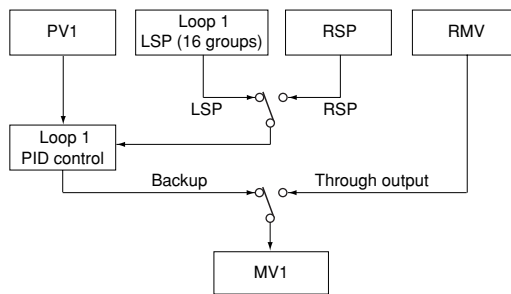 PV1
Loop 1
LSP (16 groups)
RSP
RMV
LSP
RSP
Loop 1
PID control
Backup
Through output
MV1